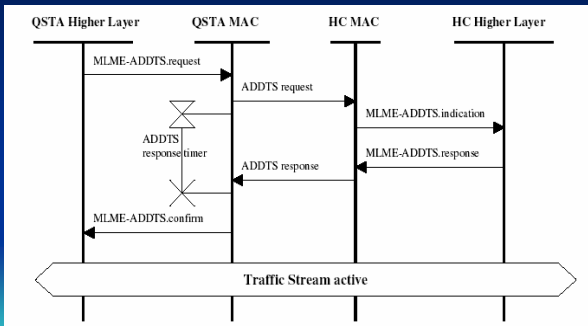 QSTA Higher Layer
QSTA MAC
HC MAC
HC Higher Layer
MLME-ADDTS.request
ADDTS request
MLME-ADDTS.indication
ADDTS
response timer
MLME-ADDTS.response
ADDTS response
MLME-ADDTS.confirm
Traffic Stream active